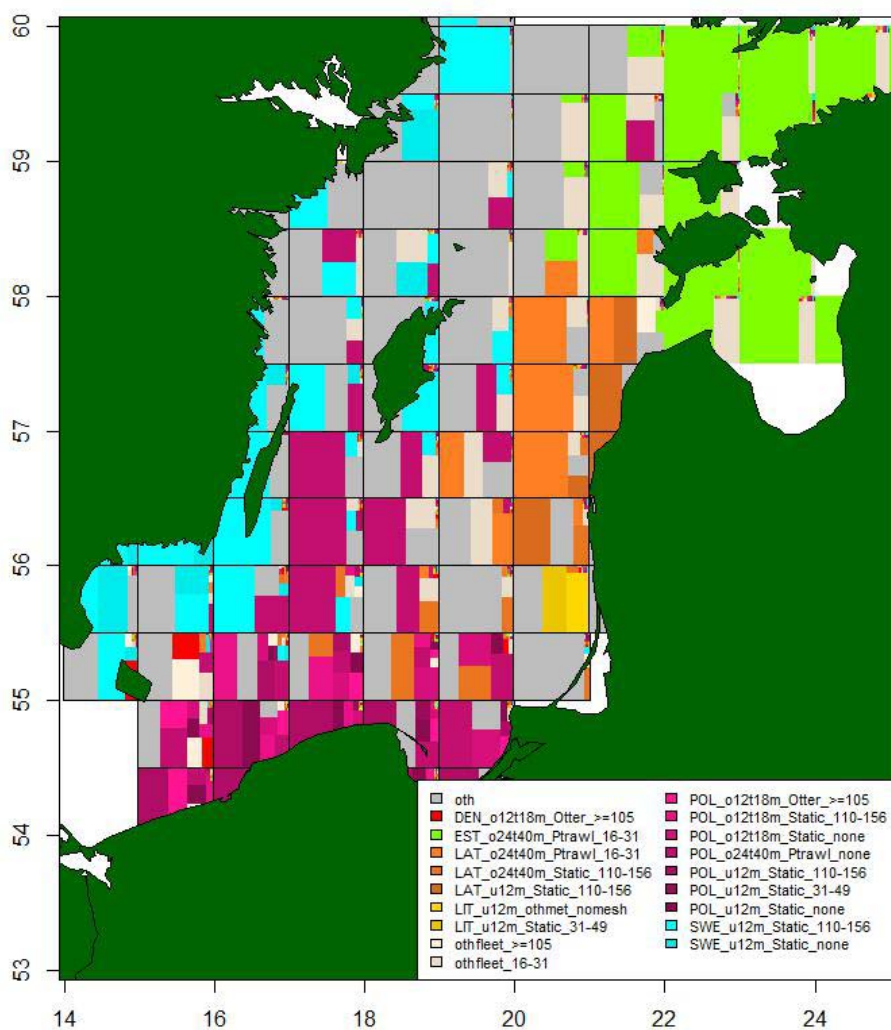 60
59
58
57
56
55
54
53
14 16 18 20 22 24
oth
DEN_o12t18m_Otter_>=105
EST_o24t40m_Ptrawl_16-31
LAT_o24t40m_Ptrawl_16-31
LAT_o24t40m_Static_110-156
LAT_u12m_Static_110-156
LIT_u12m_othmet_nomesh
LIT_u12m_Static_31-49
othfleet_>=105
othfleet_16-31
POL_o12t18m_Otter_>=105
POL_o12t18m_Static_110-156
POL_o12t18m_Static_none
POL_o24t40m_Ptrawl_none
POL_u12m_Static_110-156
POL_u12m_Static_31-49
POL_u12m_Static_none
SWE_u12m_Static_110-156
SWE_u12m_Static_none